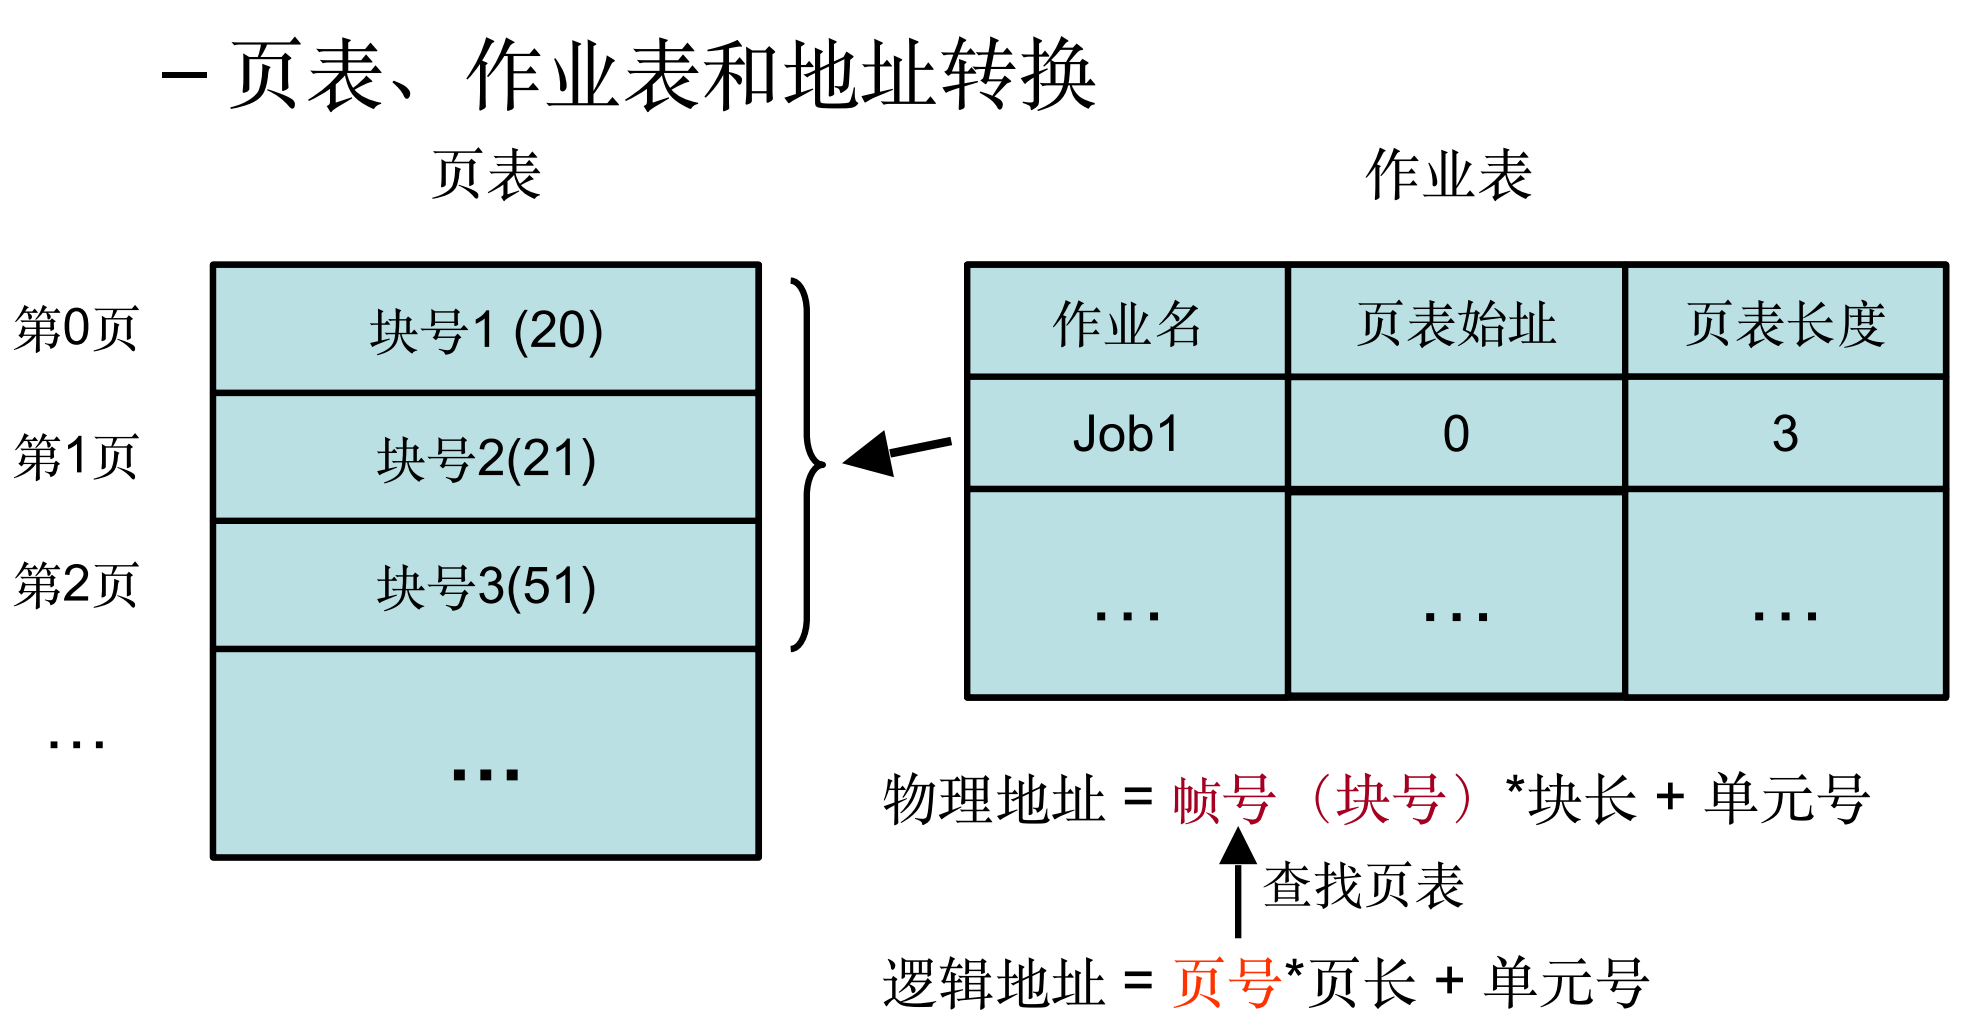 – 页表、作业表和地址转换
页表
第0页 块号1 (20)
第1页 块号2(21)
第2页 块号3(51)
… …
作业表
作业名 页表始址 页表长度
Job1 0 3
… … …
物理地址 = 帧号（块号）*块长 + 单元号
查找页表
逻辑地址 = 页号*页长 + 单元号